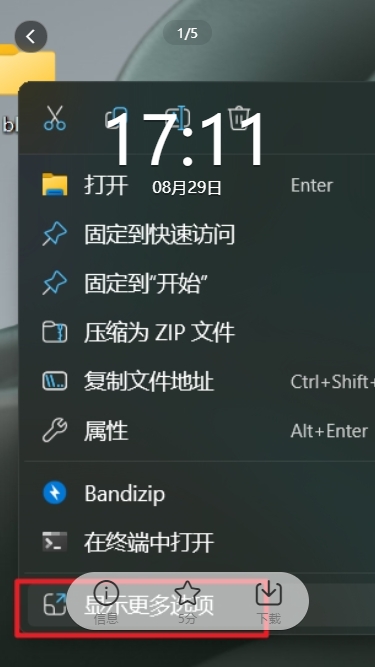 1/5
17:11
08月29日
打开 Enter
固定到快速访问
固定到“开始”
压缩为 ZIP 文件
复制文件地址 Ctrl+Shift+
属性 Alt+Enter
Bandizip
在终端中打开
显示更多选项
信息 5分 下载